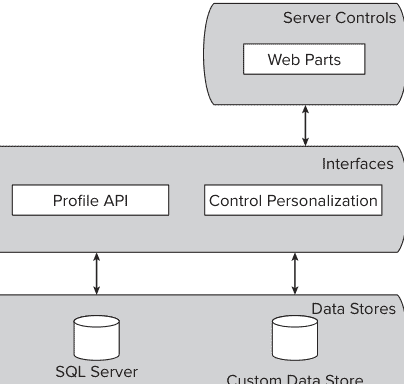 Server Controls
Web Parts
Interfaces
Profile API
Control Personalization
Data Stores
SQL Server
Custom Data Store